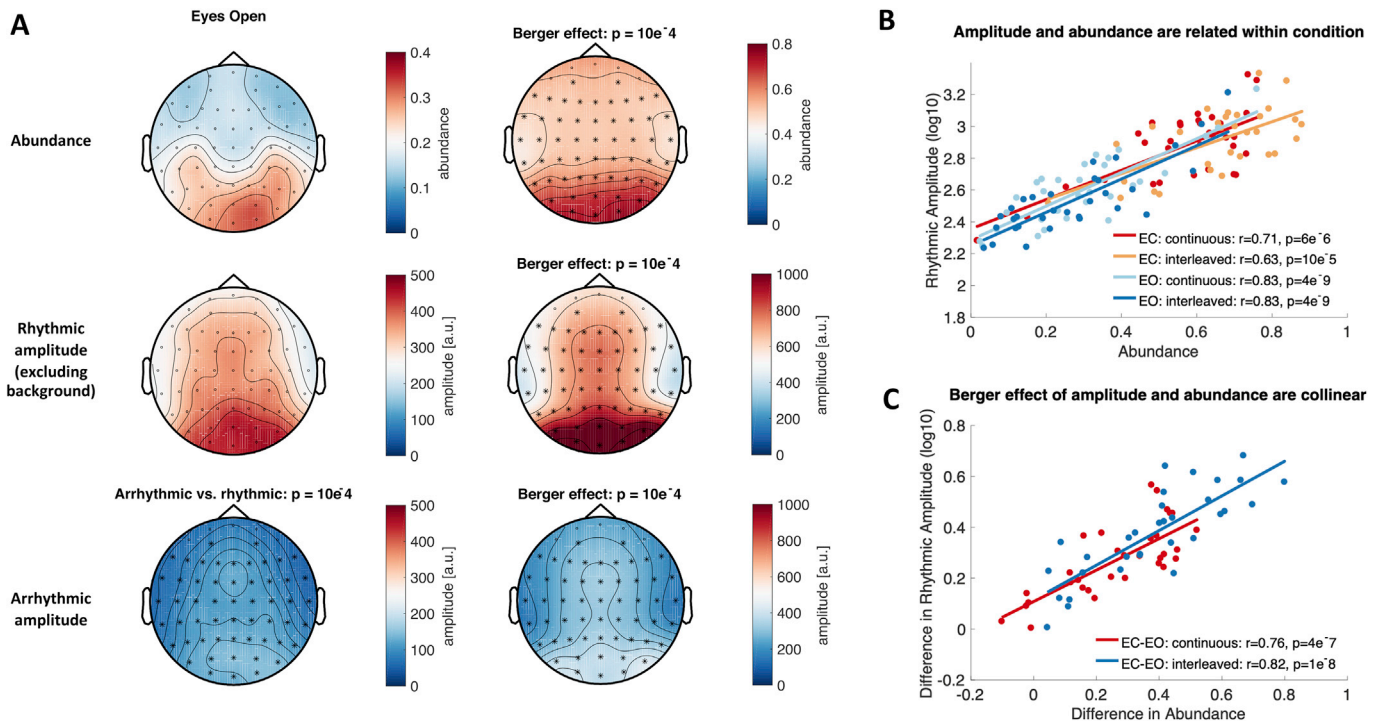 A
Eyes Open
Berger effect: p = 10e-4
Abundance
0.4
0.3
0.2
0.1
0
abundance
0.8
0.6
0.4
0.2
0
abundance
Berger effect: p = 10e-4
Rhythmic
amplitude
(excluding
background)
500
400
300
200
100
0
amplitude [a.u.]
1000
800
600
400
200
0
amplitude [a.u.]
Arrhythmic vs. rhythmic: p = 10e-4
Berger effect: p = 10e-4
Arrhythmic
amplitude
500
400
300
200
100
0
amplitude [a.u.]
1000
800
600
400
200
0
amplitude [a.u.]
B
Amplitude and abundance are related within condition
Rhythmic Amplitude (log10)
3.2
3
2.8
2.6
2.4
2.2
2
1.8
EC: continuous: r=0.71, p=6e-6
EC: interleaved: r=0.63, p=10e-5
EO: continuous: r=0.83, p=4e-9
EO: interleaved: r=0.83, p=4e-9
0 0.2 0.4 0.6 0.8 1
Abundance
C
Berger effect of amplitude and abundance are collinear
Difference in Rhythmic Amplitude (log10)
0.8
0.6
0.4
0.2
0
-0.2
EC-EO: continuous: r=0.76, p=4e-7
EC-EO: interleaved: r=0.82, p=1e-8
-0.2 0 0.2 0.4 0.6 0.8 1
Difference in Abundance